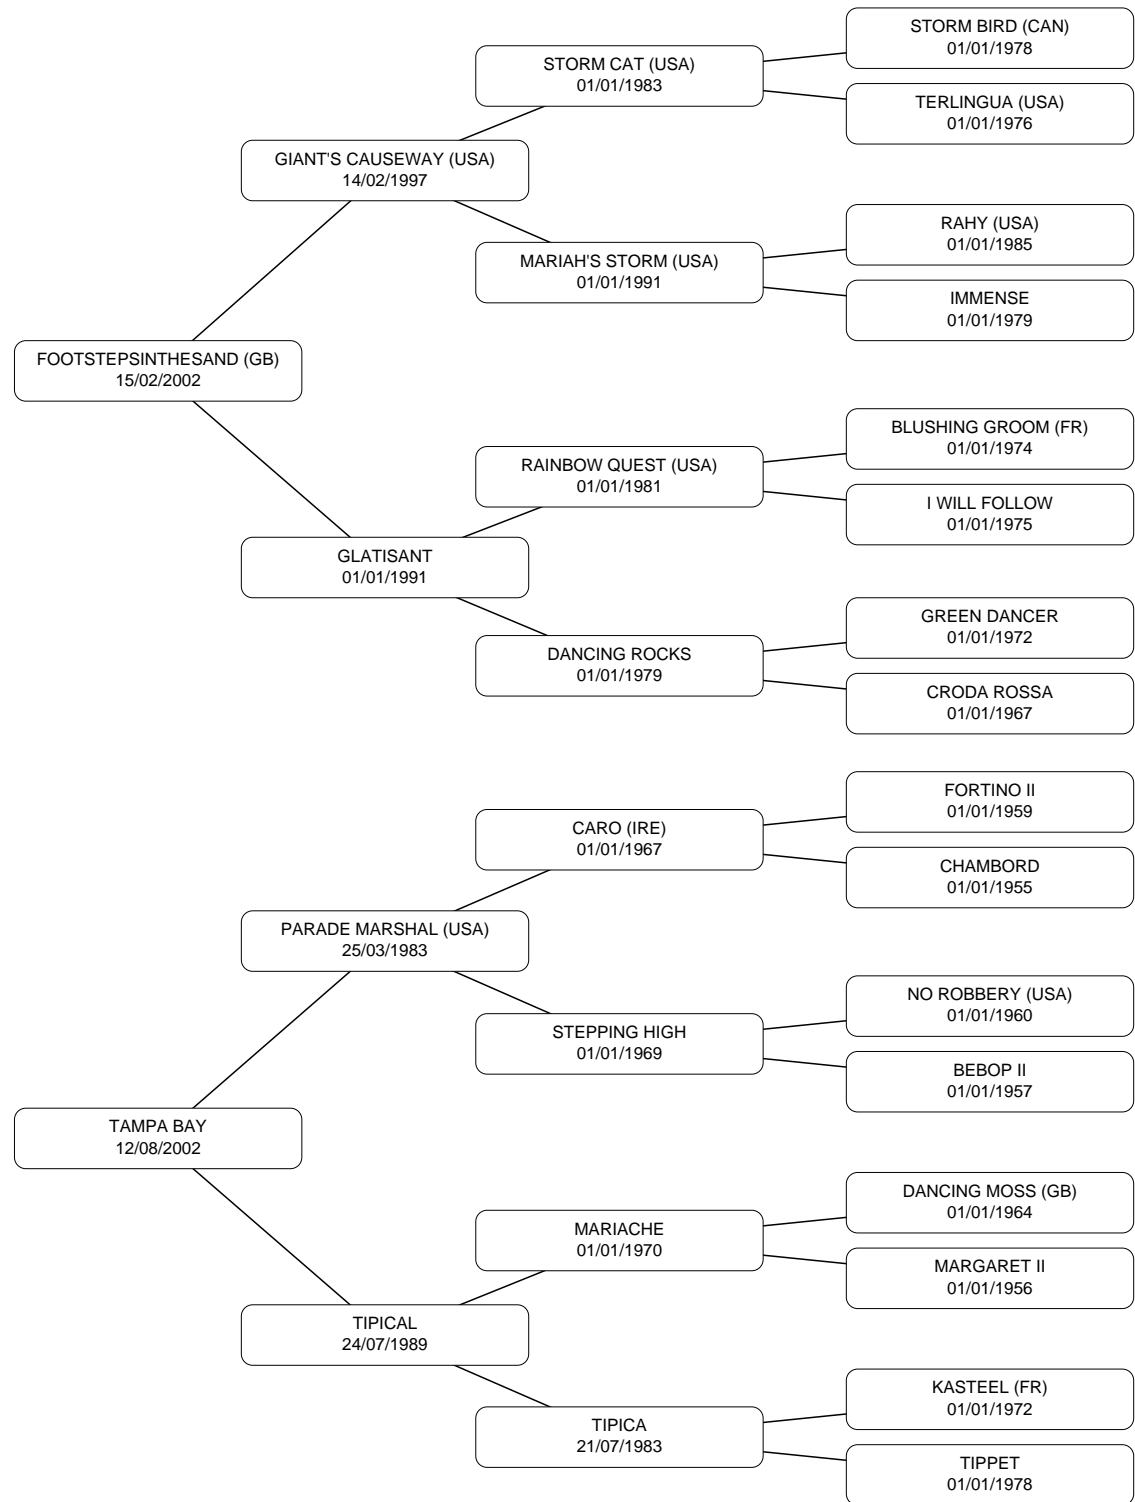 STORM BIRD (CAN)
01/01/1978
STORM CAT (USA)
01/01/1983
TERLINGUA (USA)
01/01/1976
GIANT'S CAUSEWAY (USA)
14/02/1997
RAHY (USA)
01/01/1985
MARIAH'S STORM (USA)
01/01/1991
IMMENSE
01/01/1979
FOOTSTEPSINTHESAND (GB)
15/02/2002
BLUSHING GROOM (FR)
01/01/1974
RAINBOW QUEST (USA)
01/01/1981
I WILL FOLLOW
01/01/1975
GLATISANT
01/01/1991
GREEN DANCER
01/01/1972
DANCING ROCKS
01/01/1979
CRODA ROSSA
01/01/1967
FORTINO II
01/01/1959
CARO (IRE)
01/01/1967
CHAMBORD
01/01/1955
PARADE MARSHAL (USA)
25/03/1983
NO ROBBERY (USA)
01/01/1960
STEPPING HIGH
01/01/1969
BEBOP II
01/01/1957
TAMPA BAY
12/08/2002
DANCING MOSS (GB)
01/01/1964
MARIACHE
01/01/1970
MARGARET II
01/01/1956
TIPICAL
24/07/1989
KASTEEL (FR)
01/01/1972
TIPICA
21/07/1983
TIPPET
01/01/1978